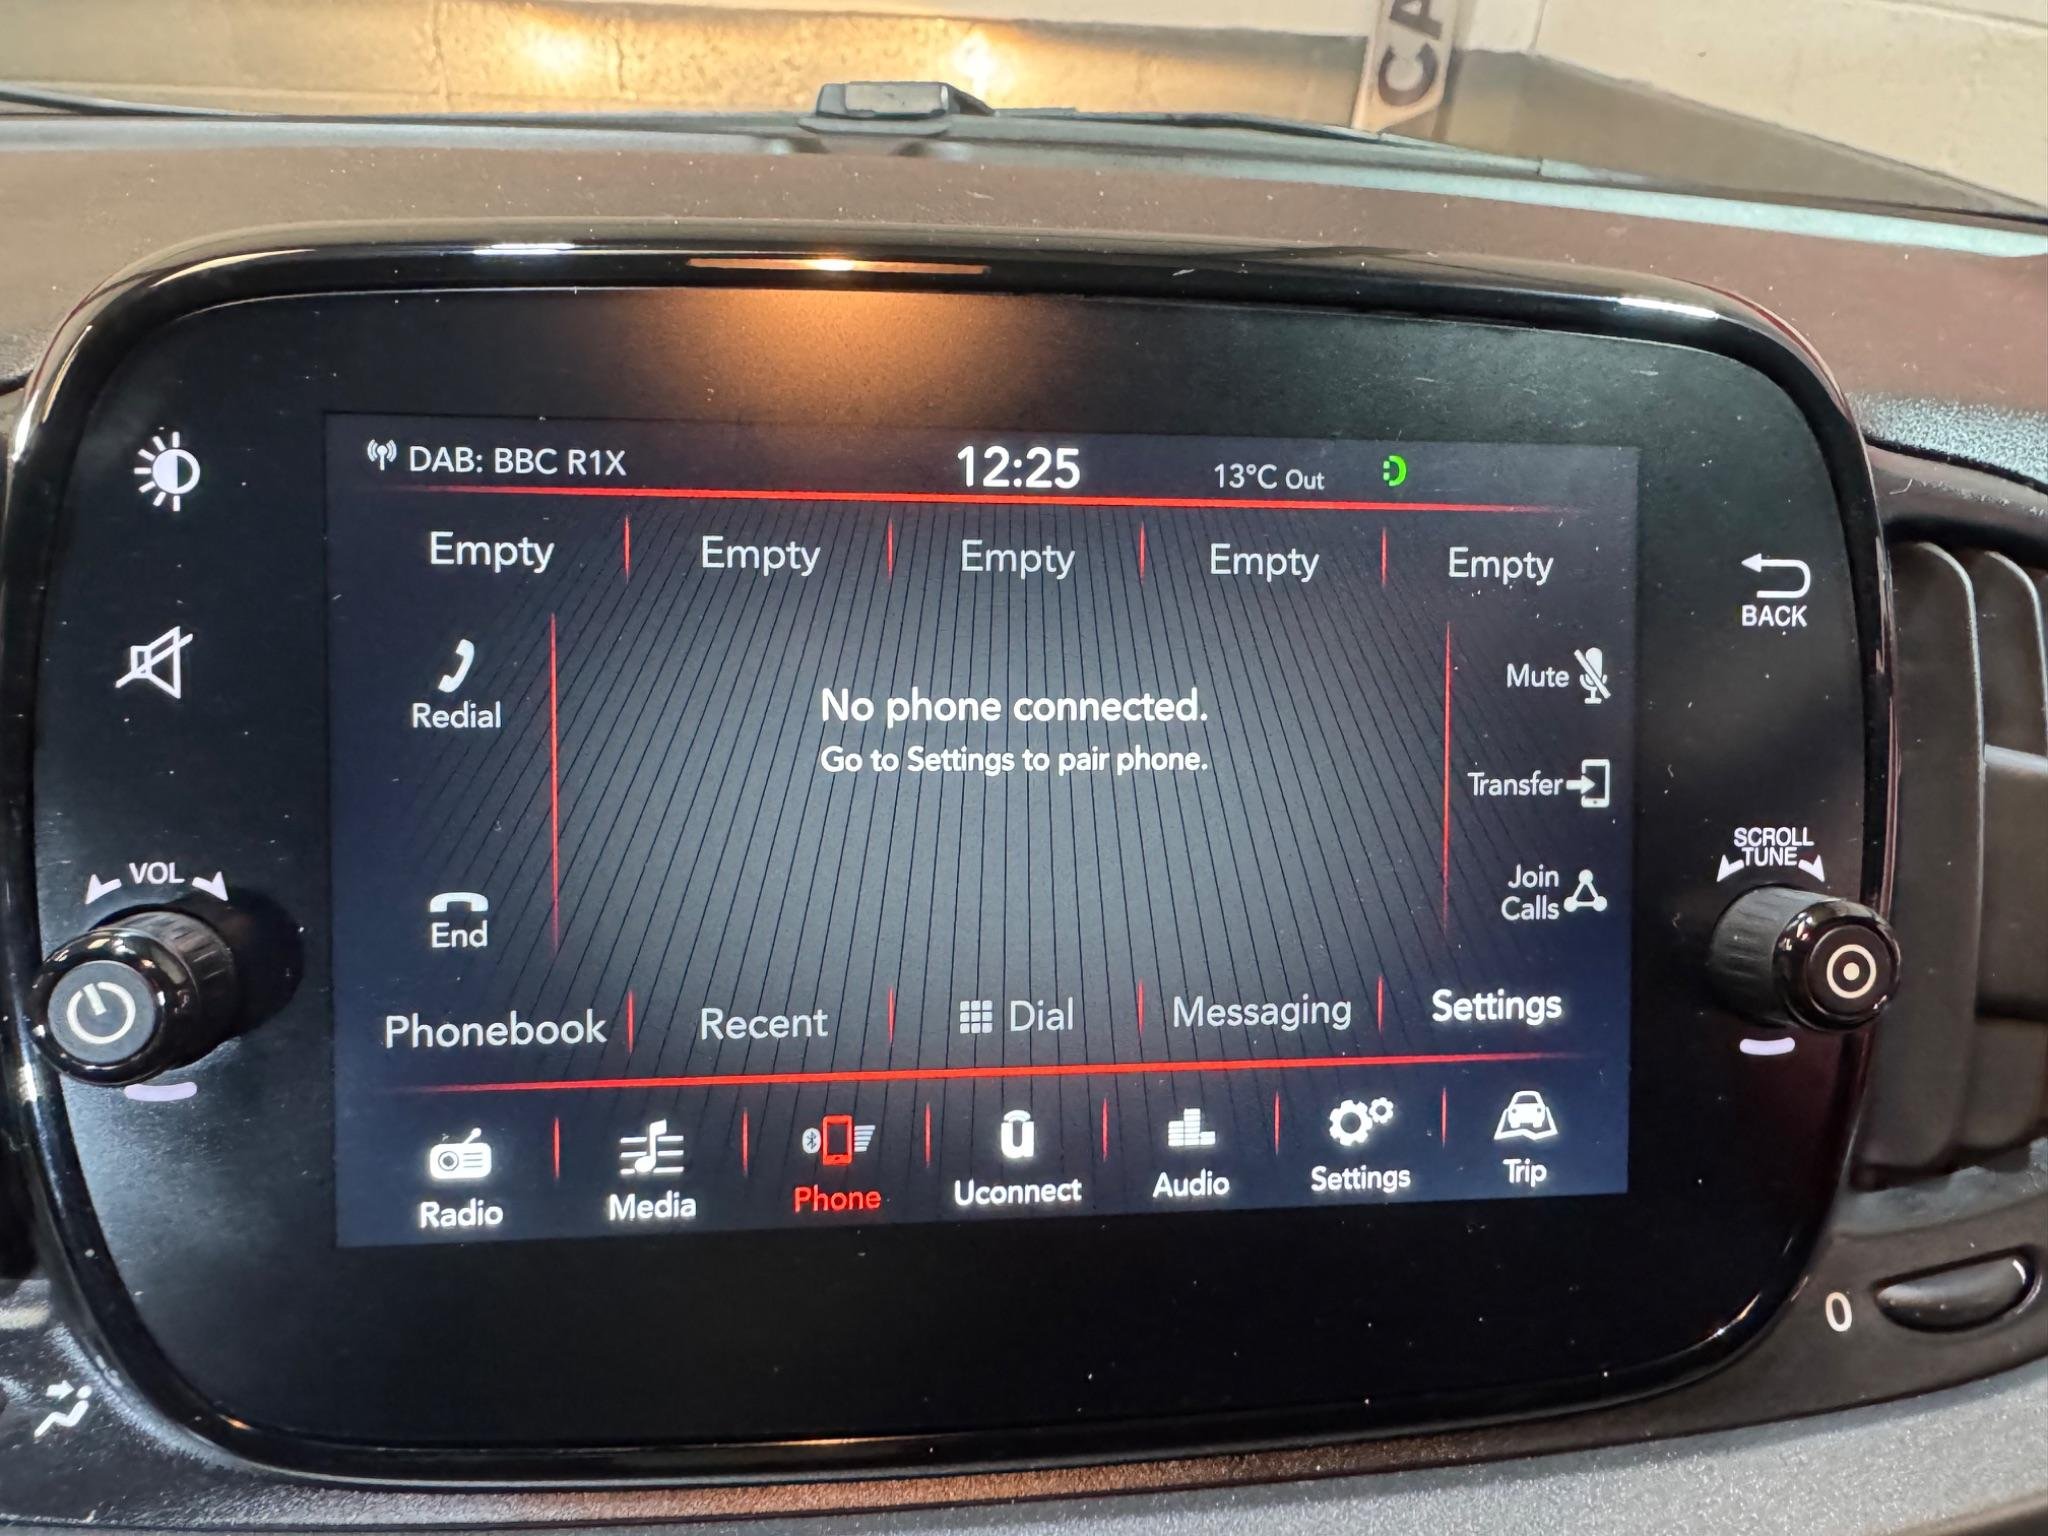 CA
DAB: BBC R1X 12:25 13°C Out
Empty Empty Empty Empty Empty
BACK
Redial
Mute
No phone connected.
Go to Settings to pair phone.
Transfer
VOL
SCROLL
TUNE
Join
Calls
End
Phonebook Recent Dial Messaging Settings
Radio Media Phone Uconnect Audio Settings Trip
0